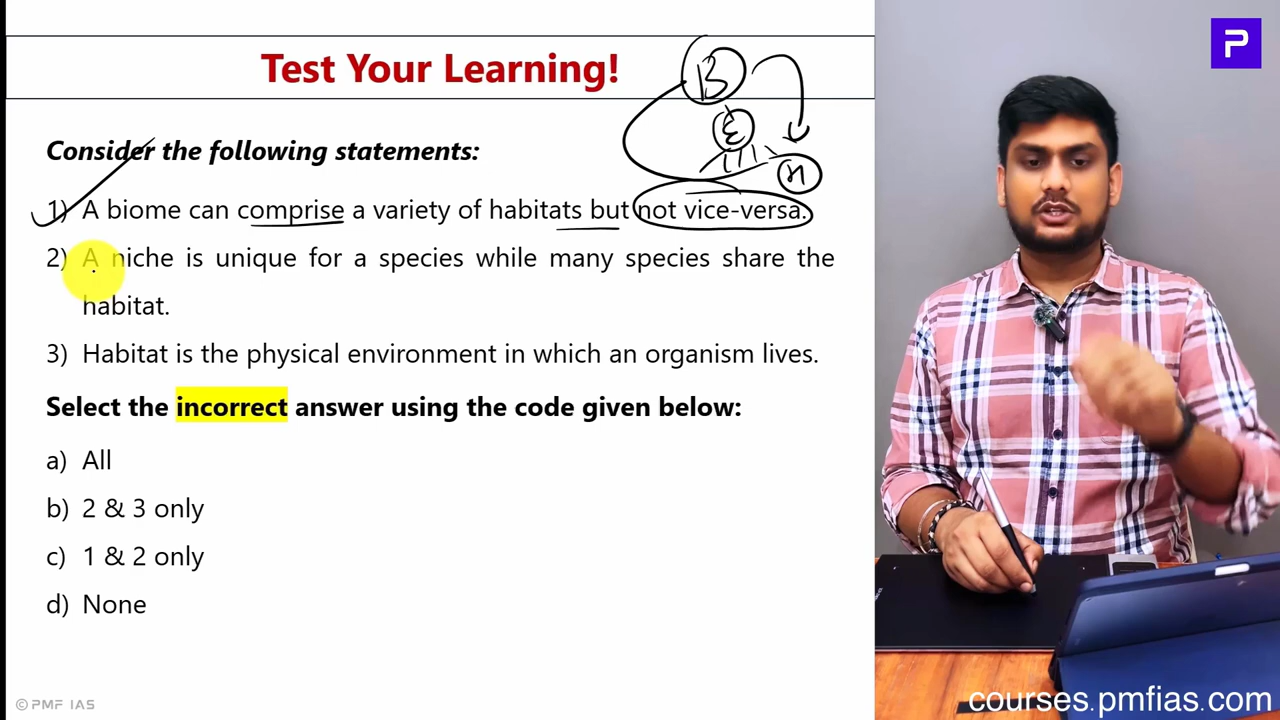 P
Test Your Learning!
B
E
H
Consider the following statements:
1) A biome can comprise a variety of habitats but not vice-versa.
2) A niche is unique for a species while many species share the
habitat.
3) Habitat is the physical environment in which an organism lives.
Select the incorrect answer using the code given below:
a) All
b) 2 & 3 only
c) 1 & 2 only
d) None
© PMF IAS
courses.pmfias.com